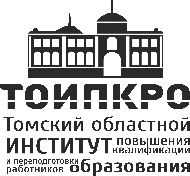 ТОИПКРО
Томский областной
ИНСТИТУТ повышения квалификации
и переподготовки работников образования